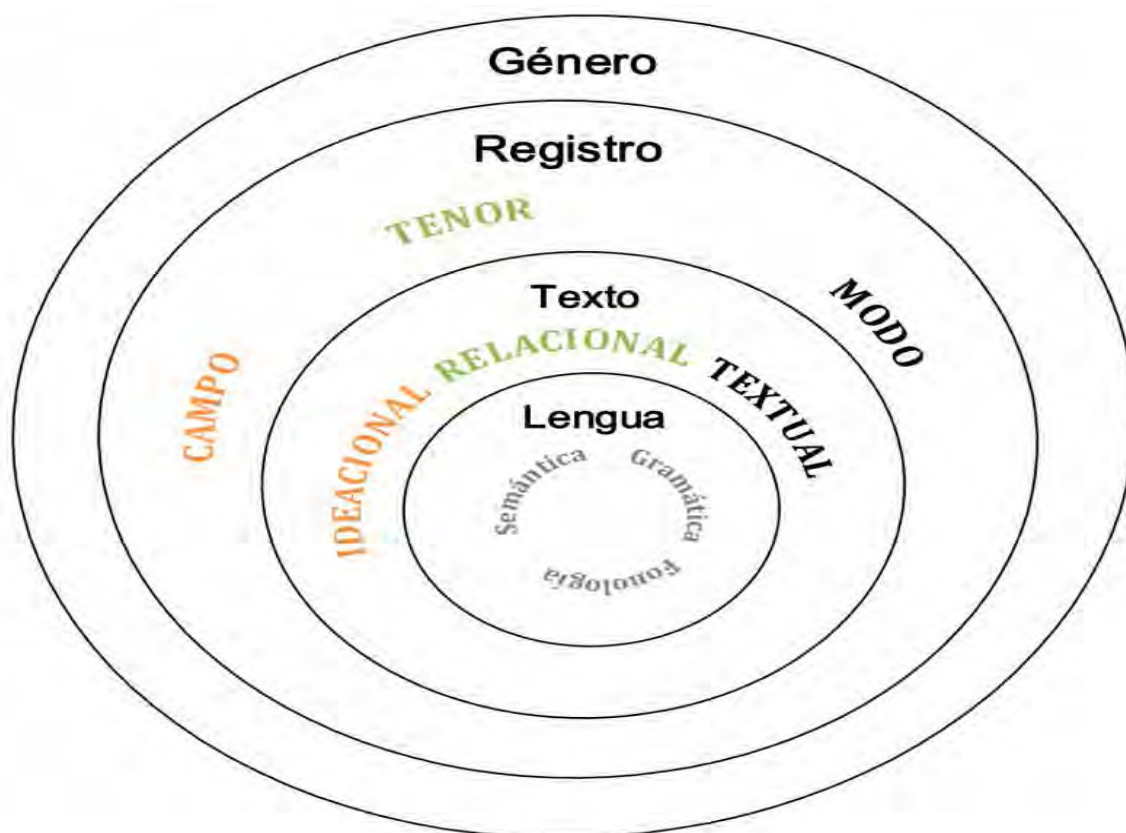 Género
Registro
TENOR
MODO
CAMPO
Texto
RELACIONAL
IDEACIONAL
TEXTUAL
Lengua
Semántica
Gramática
Fonología